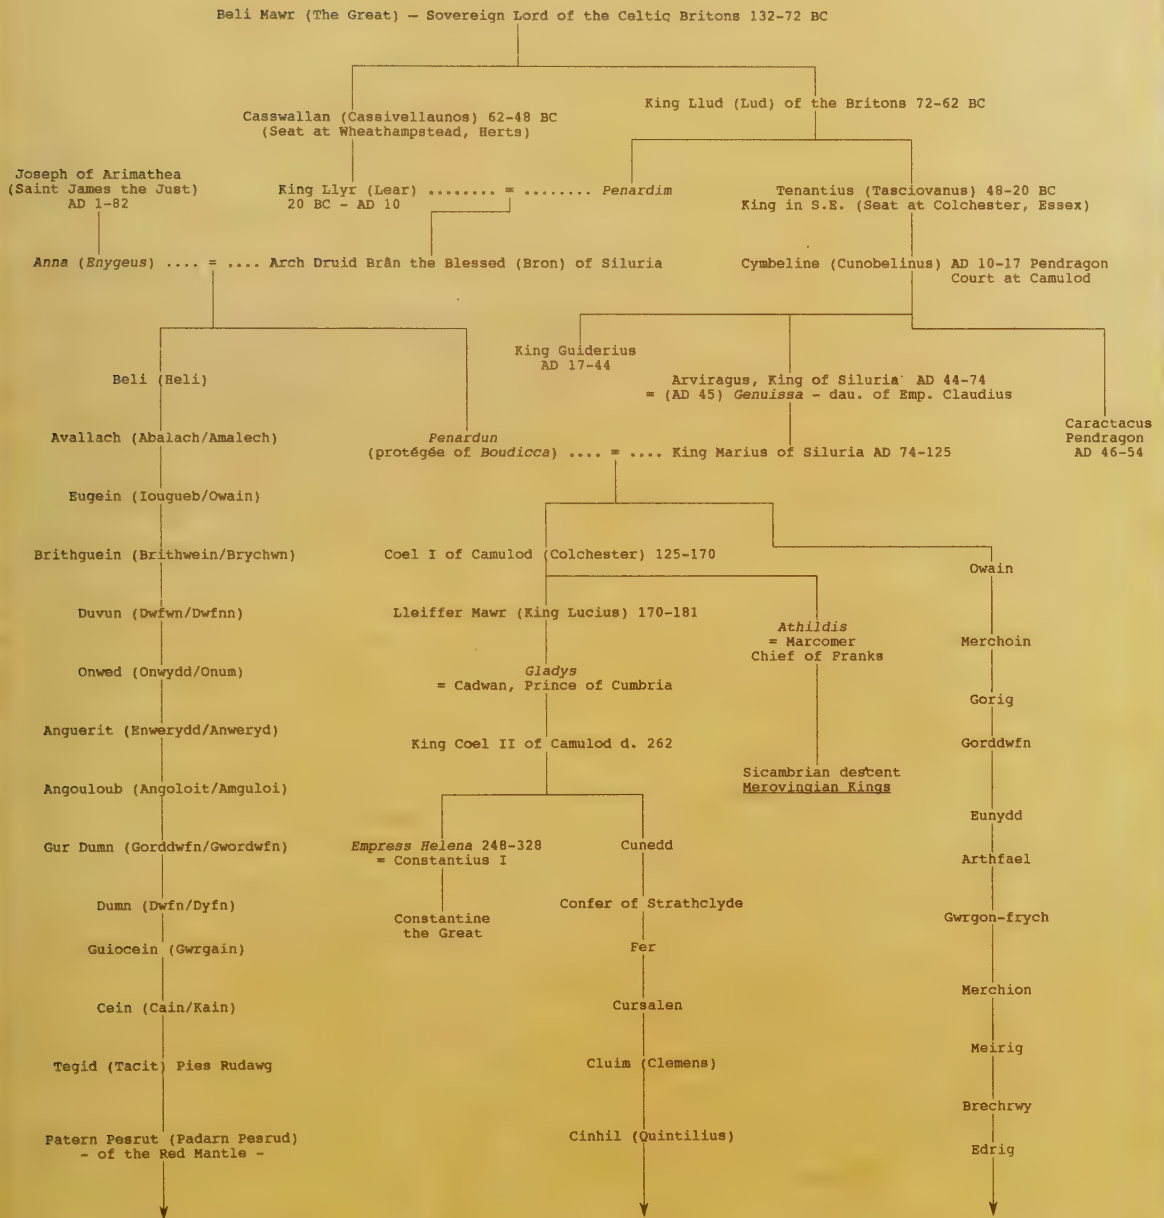 Beli Mawr (The Great) – Sovereign Lord of the Celtic Britons 132-72 BC
King Llud (Lud) of the Britons 72-62 BC
Casswallan (Cassivellaunos) 62-48 BC
(Seat at Wheathampstead, Herts)
Joseph of Arimathea
(Saint James the Just)
AD 1-82
King Llyr (Lear) ........ = ........ Penardim
20 BC - AD 10
Tenantius (Tasciovanus) 48-20 BC
King in S.E. (Seat at Colchester, Essex)
Anna (Enygeus) .... = .... Arch Druid Brân the Blessed (Bron) of Siluria
Cymbeline (Cunobelinus) AD 10-17 Pendragon
Court at Camulod
King Guiderius
AD 17-44
Beli (Heli)
Arviragus, King of Siluria AD 44-74
= (AD 45) Genuissa - dau. of Emp. Claudius
Caractacus
Pendragon
AD 46-54
Avallach (Abalach/Amalech)
Penardun
(protégée of Boudicca) .... = .... King Marius of Siluria AD 74-125
Eugein (Iougueb/Owain)
Brithguein (Brithwein/Brychwn)
Coel I of Camulod (Colchester) 125-170
Owain
Duvun (Dwfwn/Dwfnn)
Lleiffer Mawr (King Lucius) 170-181
Athildis
= Marcomer
Chief of Franks
Merchoin
Onwed (Onwydd/Onum)
Gladys
= Cadwan, Prince of Cumbria
Gorig
Anguerit (Enwerydd/Anweryd)
King Coel II of Camulod d. 262
Gorddwfn
Sicambrian descent
Merovingian Kings
Angouloub (Angoloit/Amguloi)
Eunydd
Gur Dumn (Gorddwfn/Gwordwfn)
Empress Helena 248-328
= Constantius I
Cunedd
Arthfael
Dumn (Dwfn/Dyfn)
Constantine
the Great
Confer of Strathclyde
Gwrgon-frych
Guiocein (Gwrgain)
Fer
Merchion
Cein (Cain/Kain)
Cursalen
Meirig
Tegid (Tacit) Pies Rudawg
Cluim (Clemens)
Brechrwy
Patern Pesrut (Padarn Pesrud)
- of the Red Mantle -
Cinhil (Quintilius)
Edrig